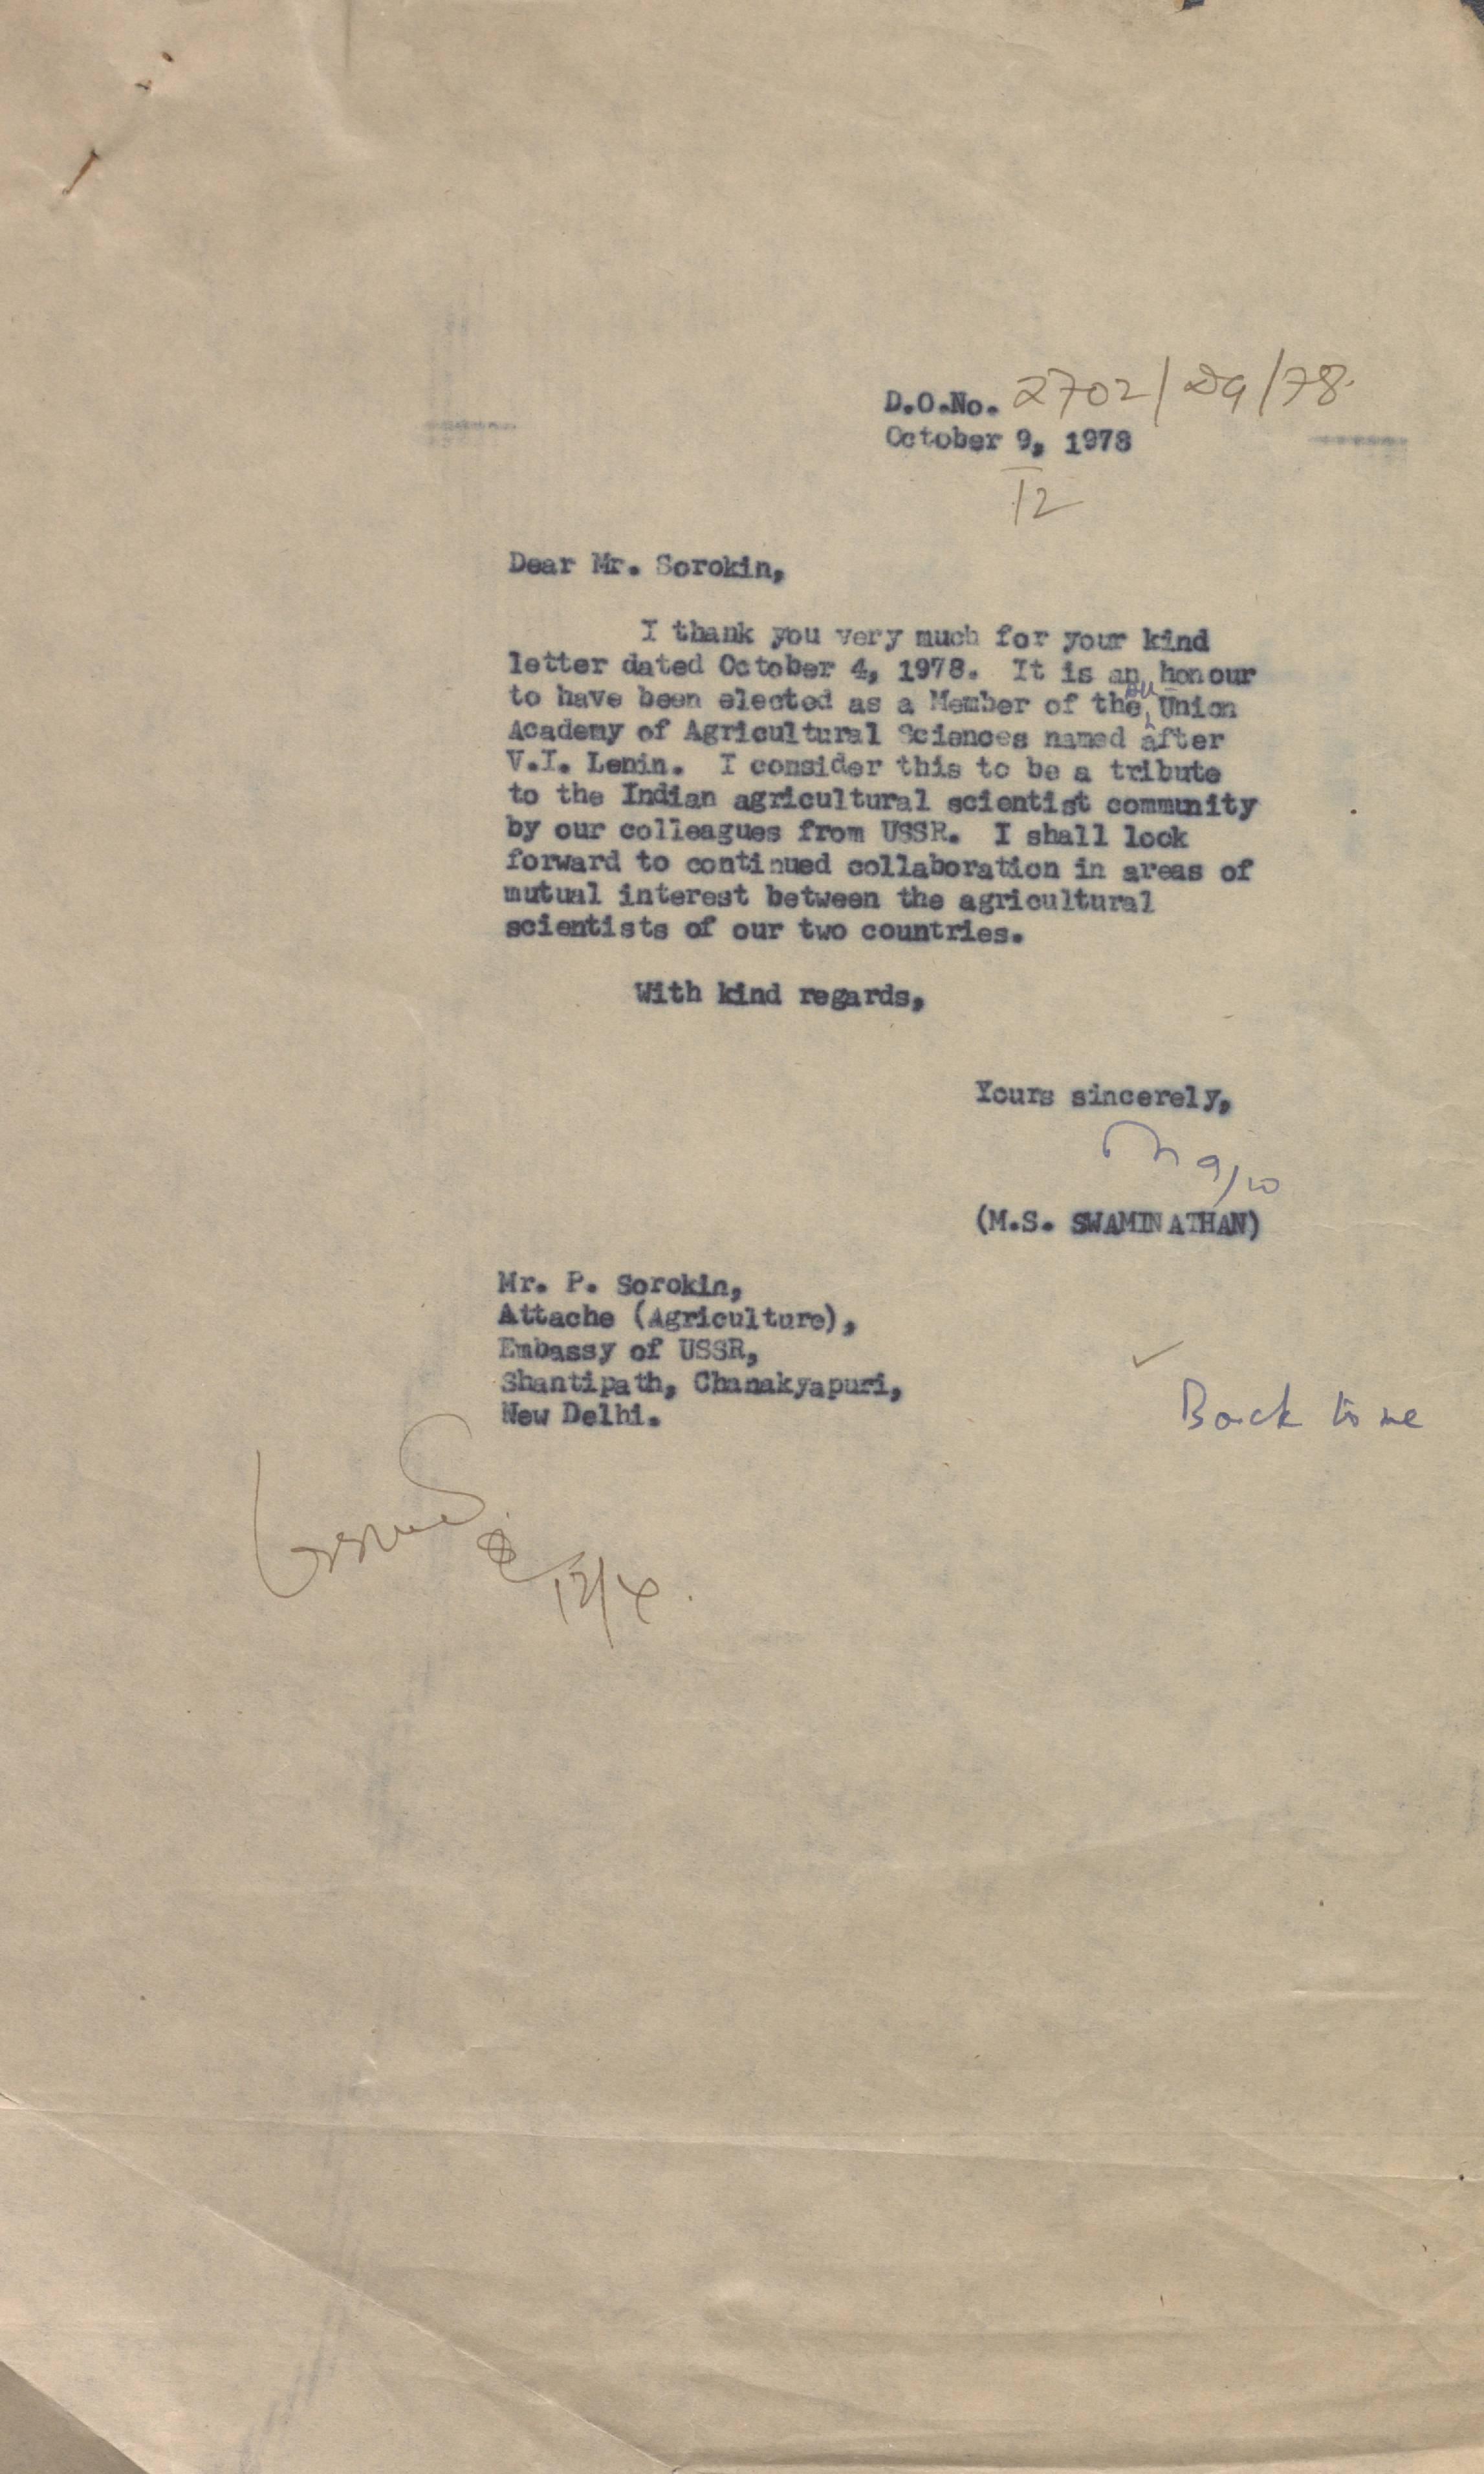 D.O.No. 2702/DG/78.
October 9, 1978
12
Dear Mr. Sorokin,
I thank you very much for your kind
letter dated October 4, 1978. It is an honour
to have been elected as a Member of the All Union
Academy of Agricultural Sciences named after
V.I. Lenin. I consider this to be a tribute
to the Indian agricultural scientist community
by our colleagues from USSR. I shall look
forward to continued collaboration in areas of
mutual interest between the agricultural
scientists of our two countries.
With kind regards,
Yours sincerely,
9/10
(M.S. SWAMINATHAN)
Mr. P. Sorokin,
Attache (Agriculture),
Embassy of USSR,
Shantipath, Chanakyapuri,
New Delhi.
Back to me
Issued
12/X.